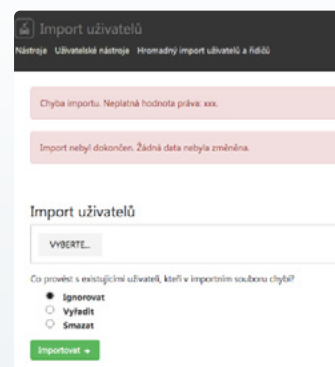 Import uživatelů
Nástroje Uživatelské nástroje Hromadný import uživatelů a řidičů
Chyba importu. Neplatná hodnota práva: xxx.
Import nebyl dokončen. Žádná data nebyla změněna.
Import uživatelů
VYBERTE...
Co provést s existujícími uživateli, kteří v importním souboru chybí?
Ignorovat
Vyřadit
Smazat
Importovat